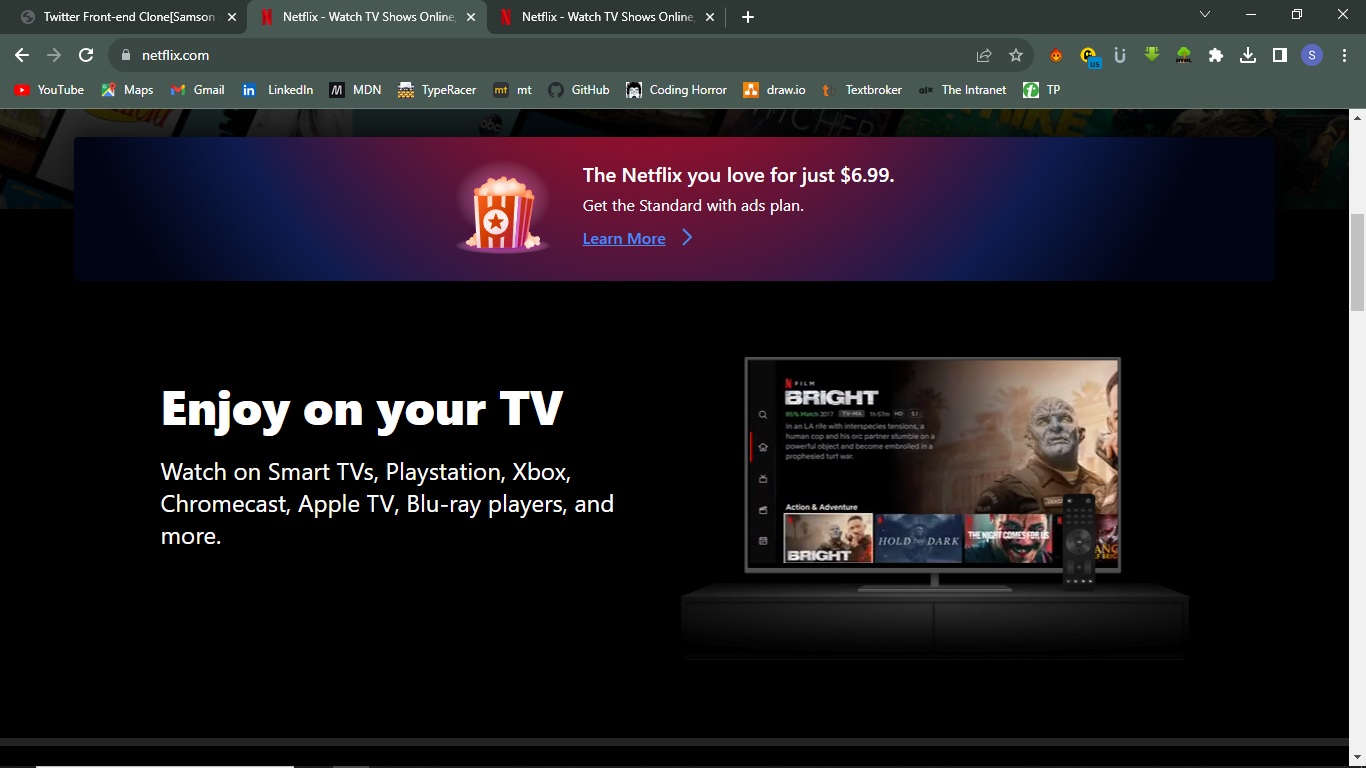 Twitter Front-end Clone[Samson
Netflix - Watch TV Shows Online,
Netflix - Watch TV Shows Online,
netflix.com
us
S
YouTube
Maps
Gmail
in
LinkedIn
M
MDN
TypeRacer
mt
mt
GitHub
Coding Horror
draw.io
t
Textbroker
alx
The Intranet
TP
abc
The Netflix you love for just $6.99.
Get the Standard with ads plan.
Learn More
Enjoy on your TV
Watch on Smart TVs, Playstation, Xbox,
Chromecast, Apple TV, Blu-ray players, and
more.
N FILM
BRIGHT
95% Match 2017 TV-MA 1h 57m HD 5.1
In an LA rife with interspecies tensions, a
human cop and his orc partner stumble on a
powerful object and become embroiled in a
prophesied turf war.
Action & Adventure
BRIGHT
HOLD THE DARK
THE NIGHT COMES FOR US